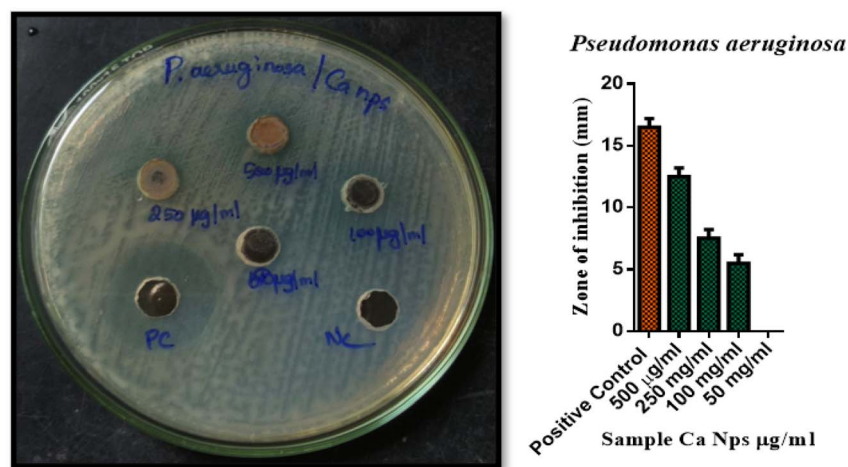 P. aeruginosa / Ca nps
500 µg/ml
250 µg/ml
100 µg/ml
µg/ml
PC
NC
Pseudomonas aeruginosa
Zone of inhibition (mm)
20
15
10
5
0
Positive Control
500 µg/ml
250 mg/ml
100 mg/ml
50 mg/ml
Sample Ca Nps µg/ml